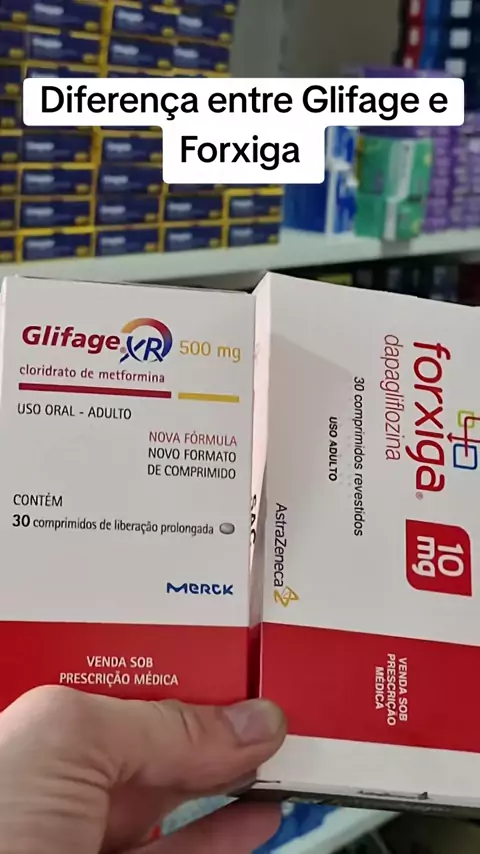 Diferença entre Glifage e
Forxiga
Glifage XR 500 mg
cloridrato de metformina
USO ORAL - ADULTO
NOVA FÓRMULA
NOVO FORMATO
DE COMPRIMIDO
CONTÉM
30 comprimidos de liberação prolongada
MERCK
VENDA SOB
PRESCRIÇÃO MÉDICA
forxiga®
dapagliflozina
10
mg
30 comprimidos revestidos
USO ADULTO
AstraZeneca
VENDA SOB
PRESCRIÇÃO
MÉDICA